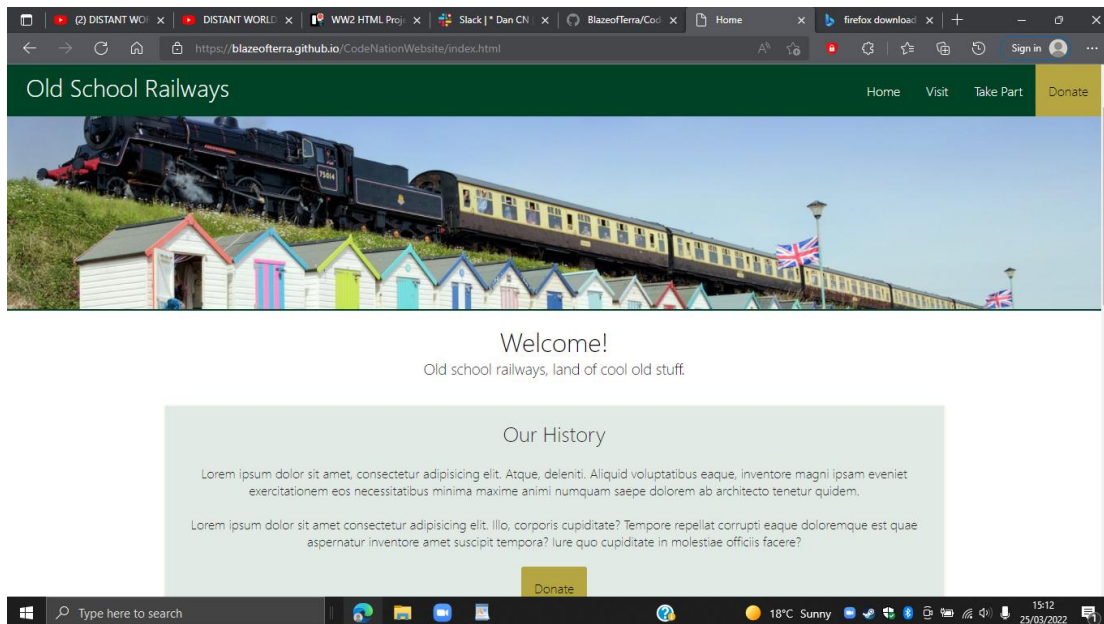 (2) DISTANT WOR
DISTANT WORLD
WW2 HTML Proje
Slack | * Dan CN
BlazeofTerra/Cod
Home
firefox download
https://blazeofterra.github.io/CodeNationWebsite/index.html
Sign in
Old School Railways
Home Visit Take Part Donate
75014
Welcome!
Old school railways, land of cool old stuff.
Our History
Lorem ipsum dolor sit amet, consectetur adipisicing elit. Atque, deleniti. Aliquid voluptatibus eaque, inventore magni ipsam eveniet
exercitationem eos necessitatibus minima maxime animi numquam saepe dolorem ab architecto tenetur quidem.
Lorem ipsum dolor sit amet consectetur adipisicing elit. Illo, corporis cupiditate? Tempore repellat corrupti eaque doloremque est quae
aspernatur inventore amet suscipit tempora? Iure quo cupiditate in molestiae officiis facere?
Donate
Type here to search
18°C Sunny
15:12
25/03/2022